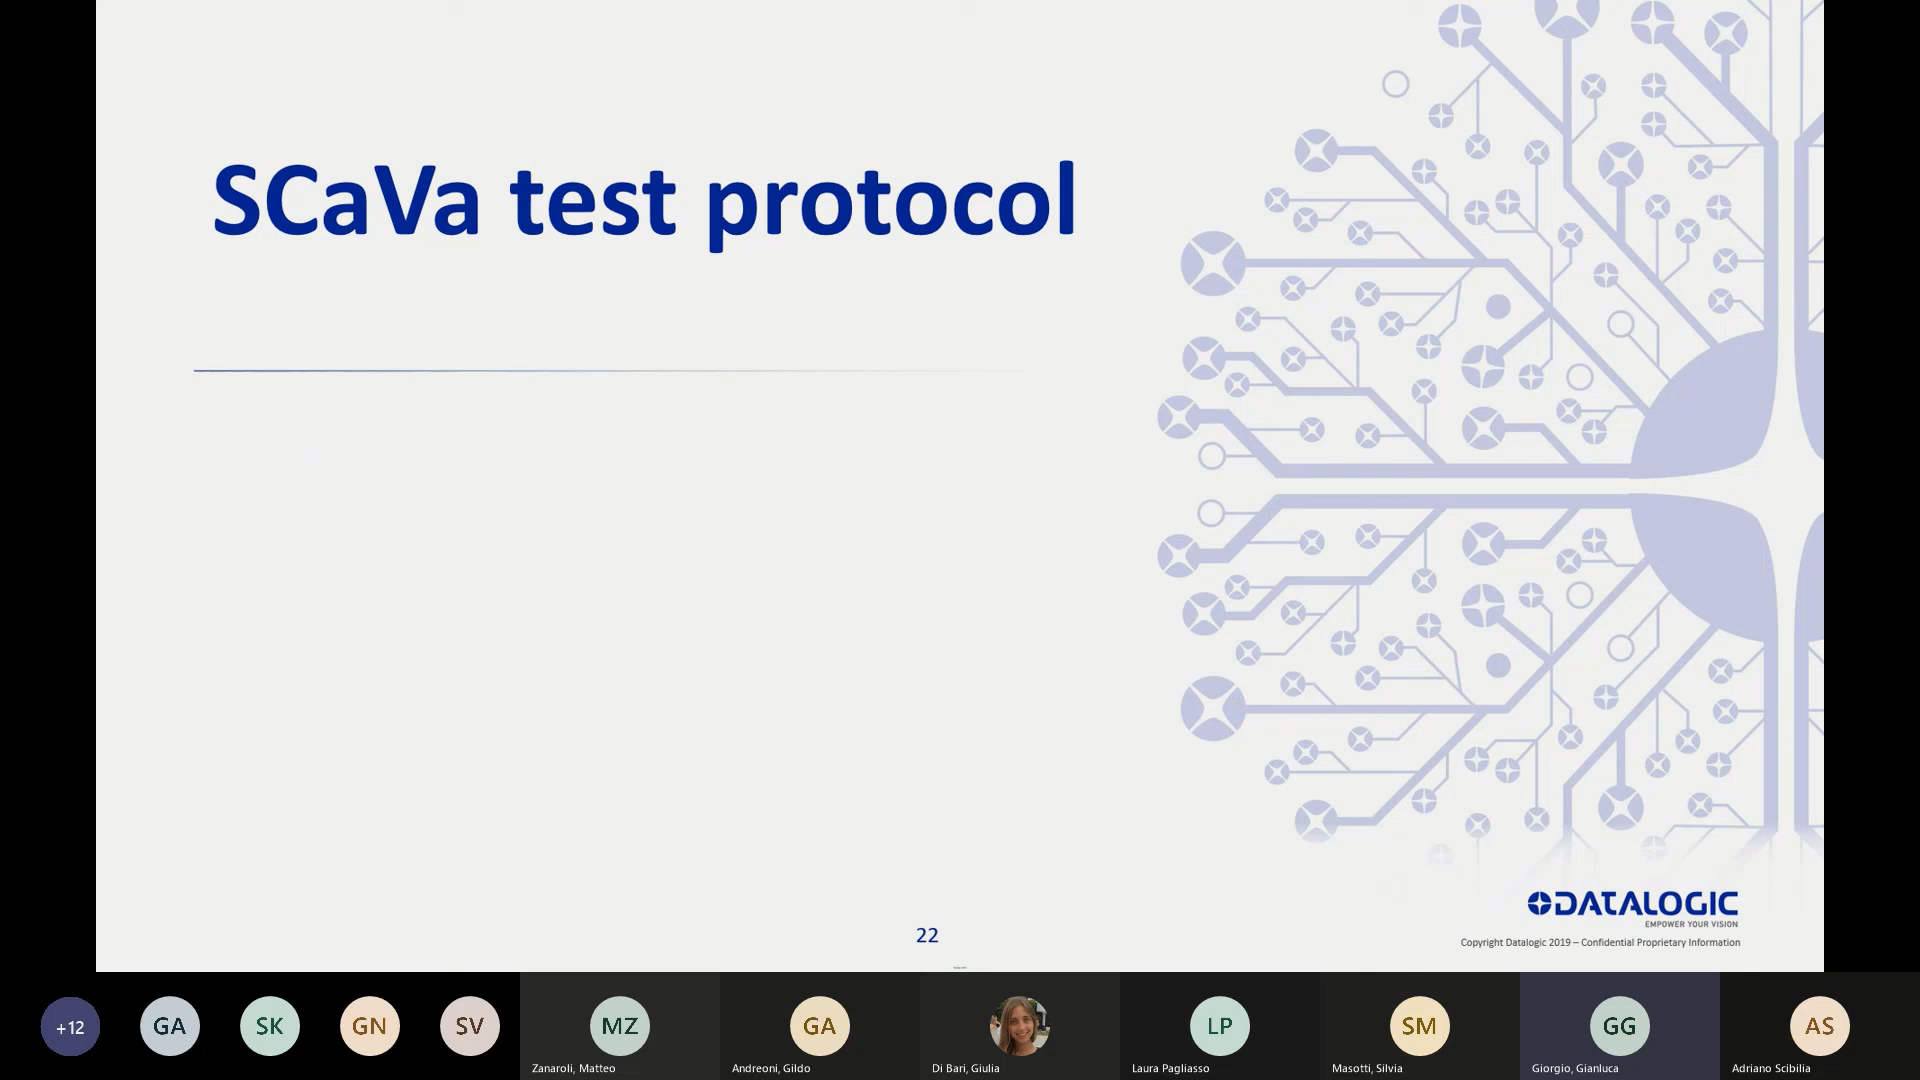 SCaVa test protocol
22
DATALOGIC
EMPOWER YOUR VISION
Copyright Datalogic 2019 – Confidential Proprietary Information
+12
GA
SK
GN
SV
MZ
GA
LP
SM
GG
AS
Zanaroli, Matteo
Andreoni, Gildo
Di Bari, Giulia
Laura Pagliasso
Masotti, Silvia
Giorgio, Gianluca
Adriano Scibilia